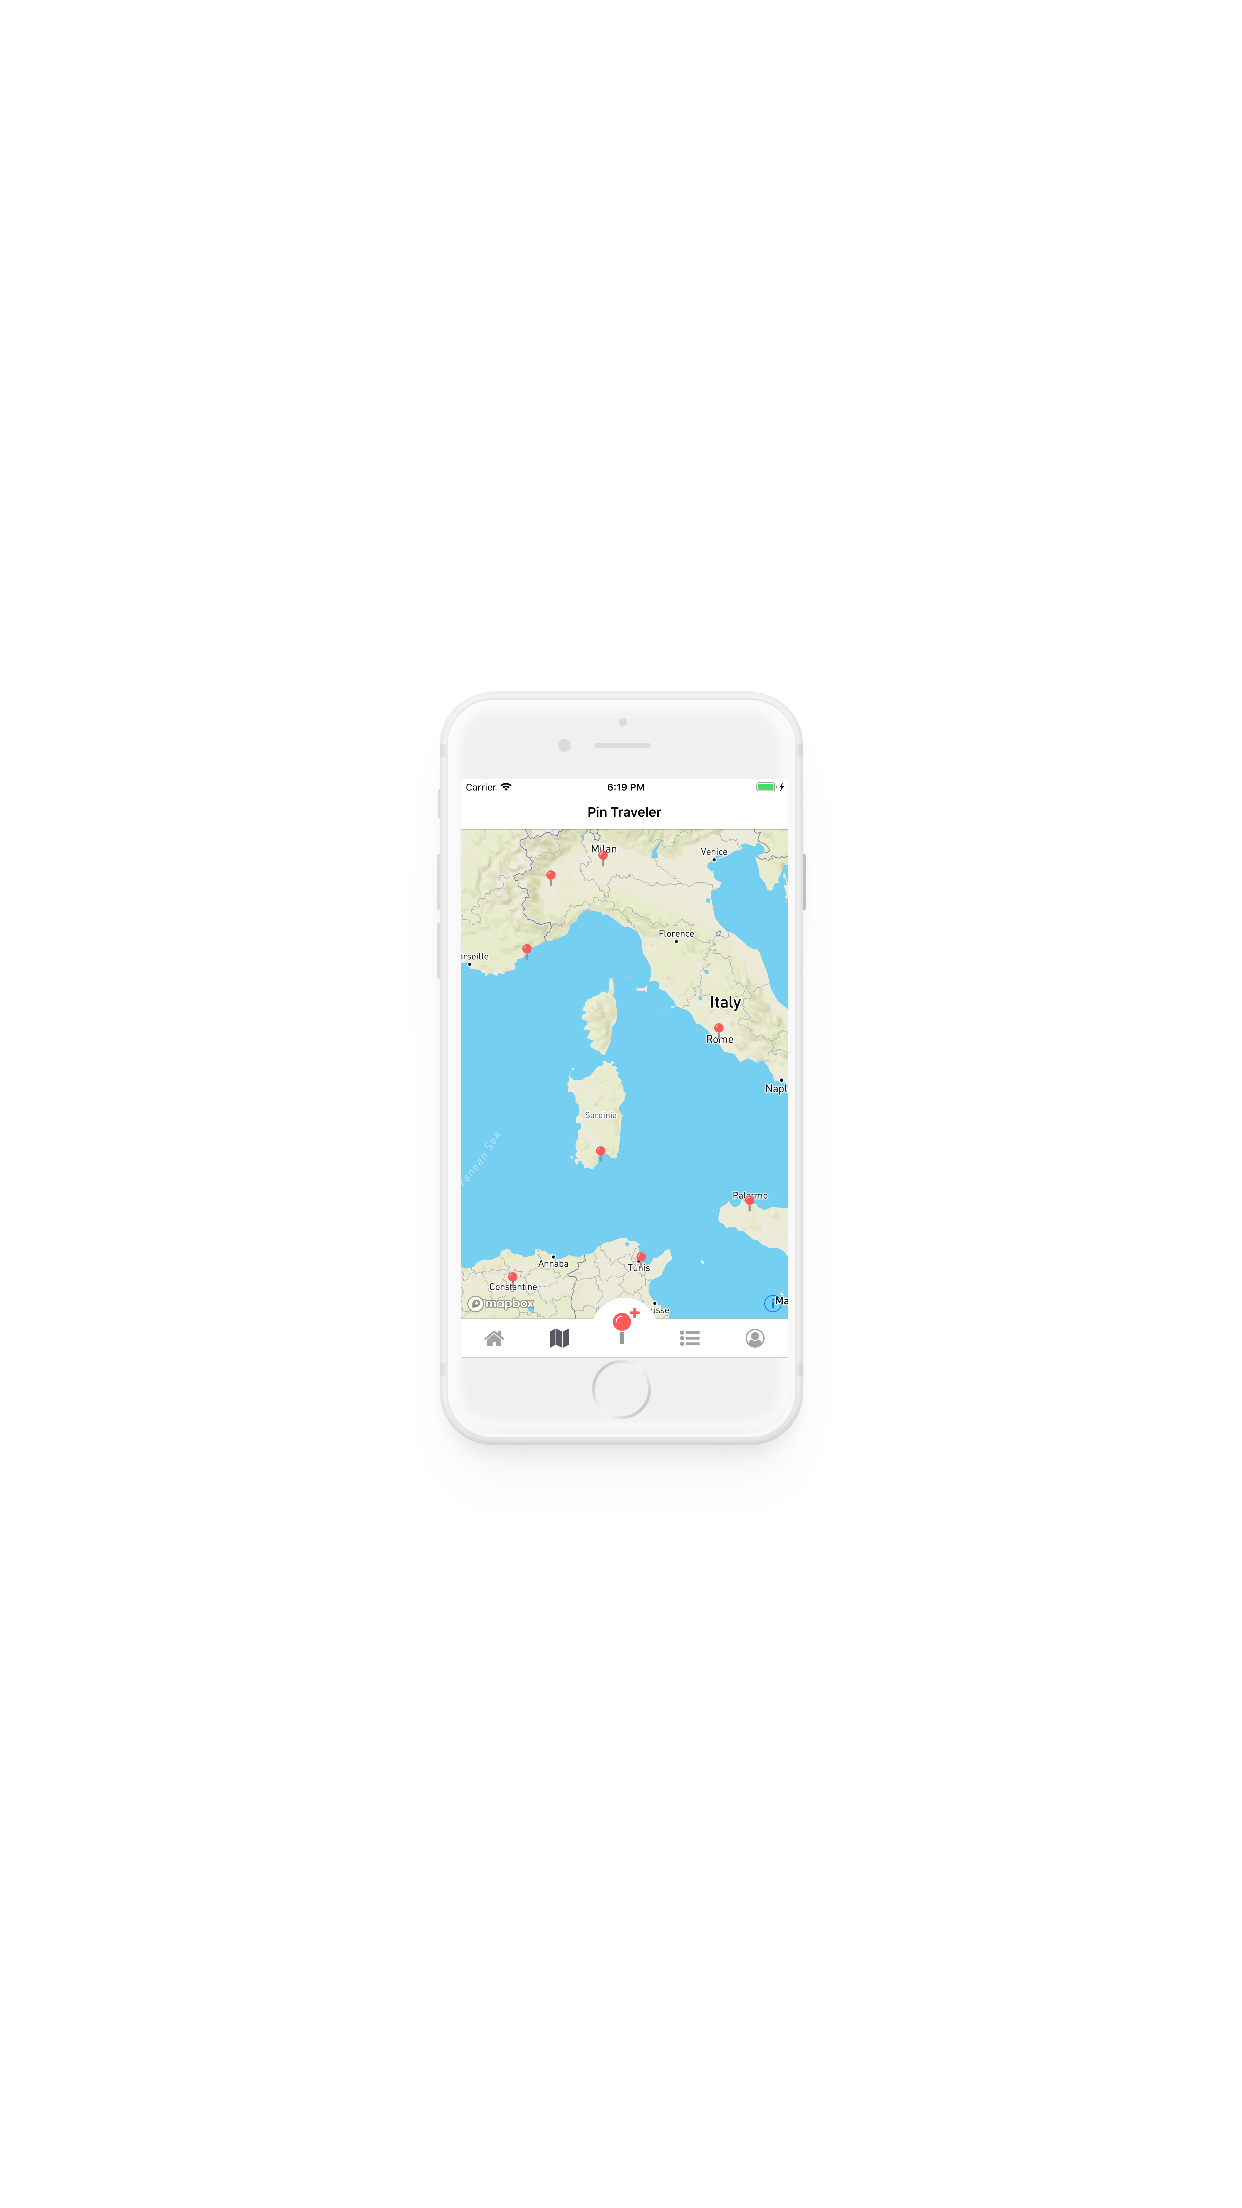 Carrier
6:19 PM
Pin Traveler
Milan
Venice
Florence
arseille
Italy
Rome
Napl
Sardinia
ranean Sea
Palermo
Annaba
Tunis
Constantine
mapbox
usse
Ma